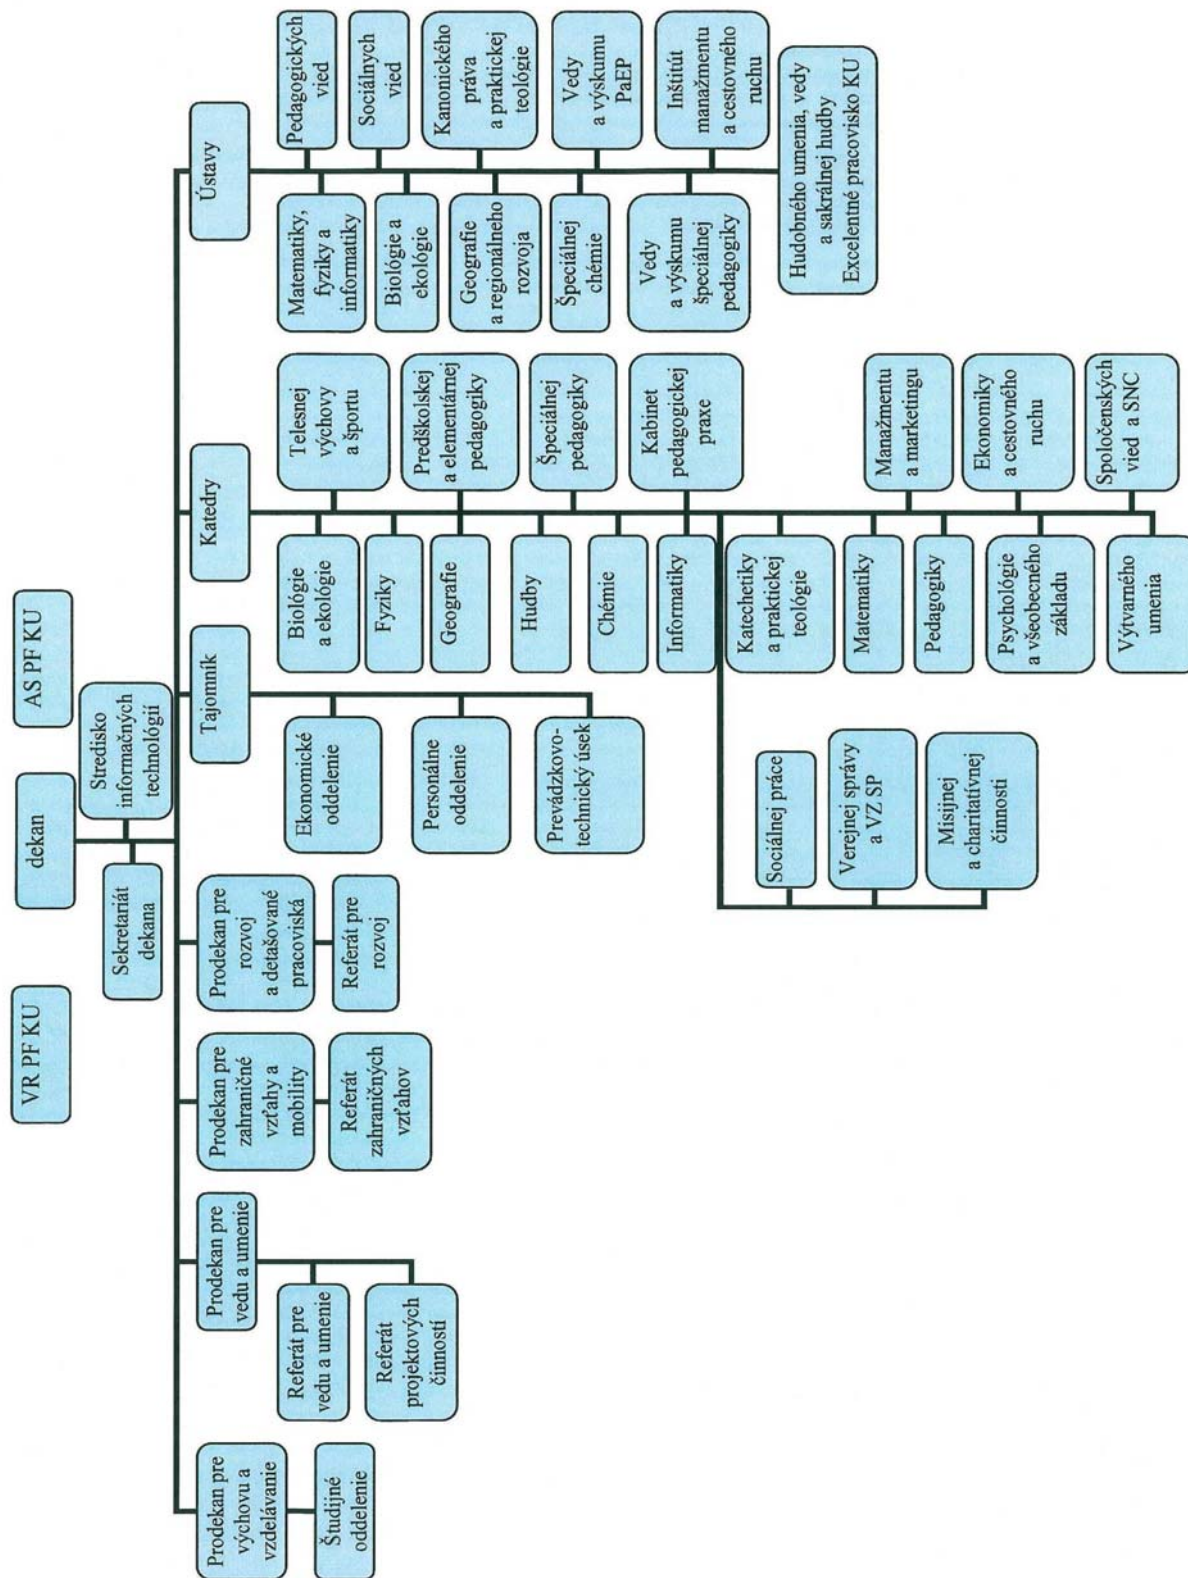 VR PF KU
dekan
AS PF KU
Sekretariát
dekana
Stredisko
informačných
technológií
Prodekan pre
výchovu a
vzdelávanie
Študijné
oddelenie
Prodekan pre
vedu a umenie
Referát pre
vedu a umenie
Referát
projektových
činností
Prodekan pre
zahraničné
vzťahy a
mobility
Referát
zahraničných
vzťahov
Prodekan pre
rozvoj
a detašované
pracoviská
Referát pre
rozvoj
Tajomník
Ekonomické
oddelenie
Personálne
oddelenie
Prevádzkovo-
technický úsek
Katedry
Biológie
a ekológie
Telesnej
výchovy
a športu
Fyziky
Predškolskej
a elementárnej
pedagogiky
Geografie
Hudby
Špeciálnej
pedagogiky
Chémie
Kabinet
pedagogickej
praxe
Informatiky
Sociálnej práce
Verejnej správy
a VZ SP
Misijnej
a charitatívnej
činnosti
Katechetiky
a praktickej
teológie
Matematiky
Manažmentu
a marketingu
Pedagogiky
Ekonomiky
a cestovného
ruchu
Psychológie
a všeobecného
základu
Spoločenských
vied a SNC
Výtvarného
umenia
Ústavy
Pedagogických
vied
Matematiky,
fyziky a
informatiky
Sociálnych
vied
Biológie a
ekológie
Kanonického
práva
a praktickej
teológie
Geografie
a regionálneho
rozvoja
Vedy
a výskumu
PaEP
Špeciálnej
chémie
Inštitút
manažmentu
a cestovného
ruchu
Vedy
a výskumu
špeciálnej
pedagogiky
Hudobného umenia, vedy
a sakrálnej hudby
Excelentné pracovisko KU